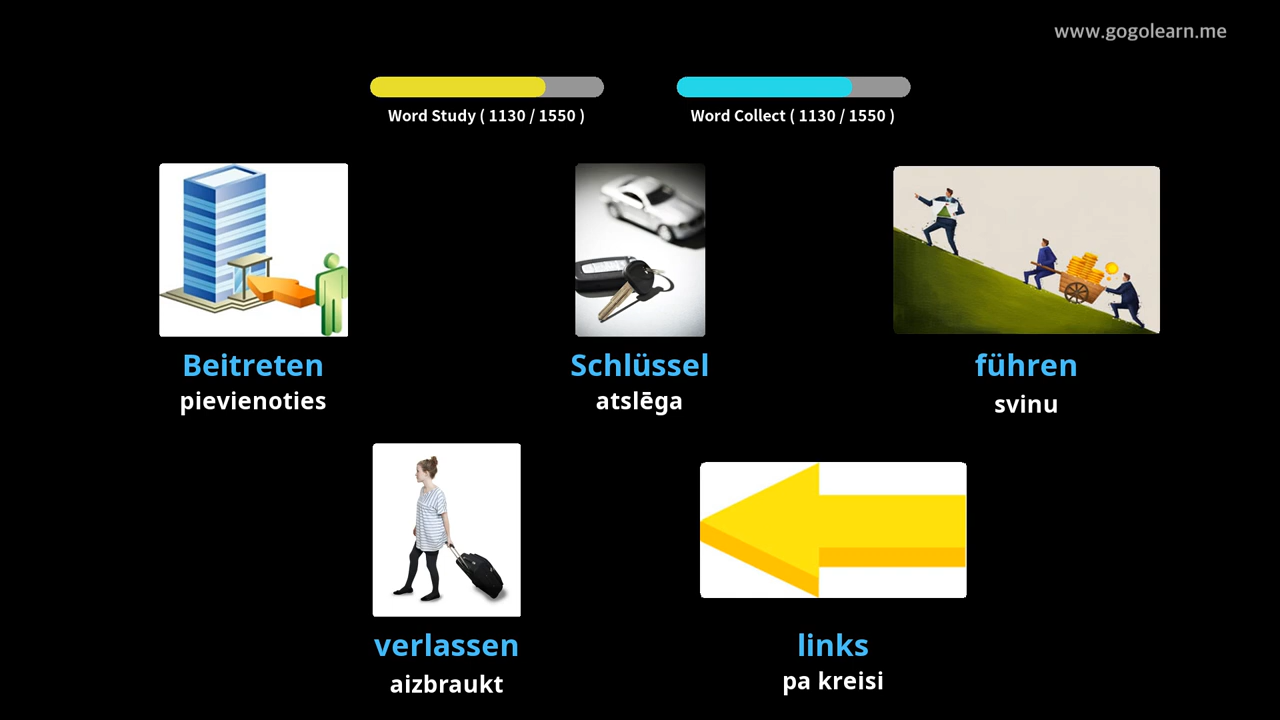 www.gogolearn.me
Word Study ( 1130 / 1550 )
Word Collect ( 1130 / 1550 )
Beitreten
pievienoties
Schlüssel
atslēga
führen
svinu
verlassen
aizbraukt
links
pa kreisi